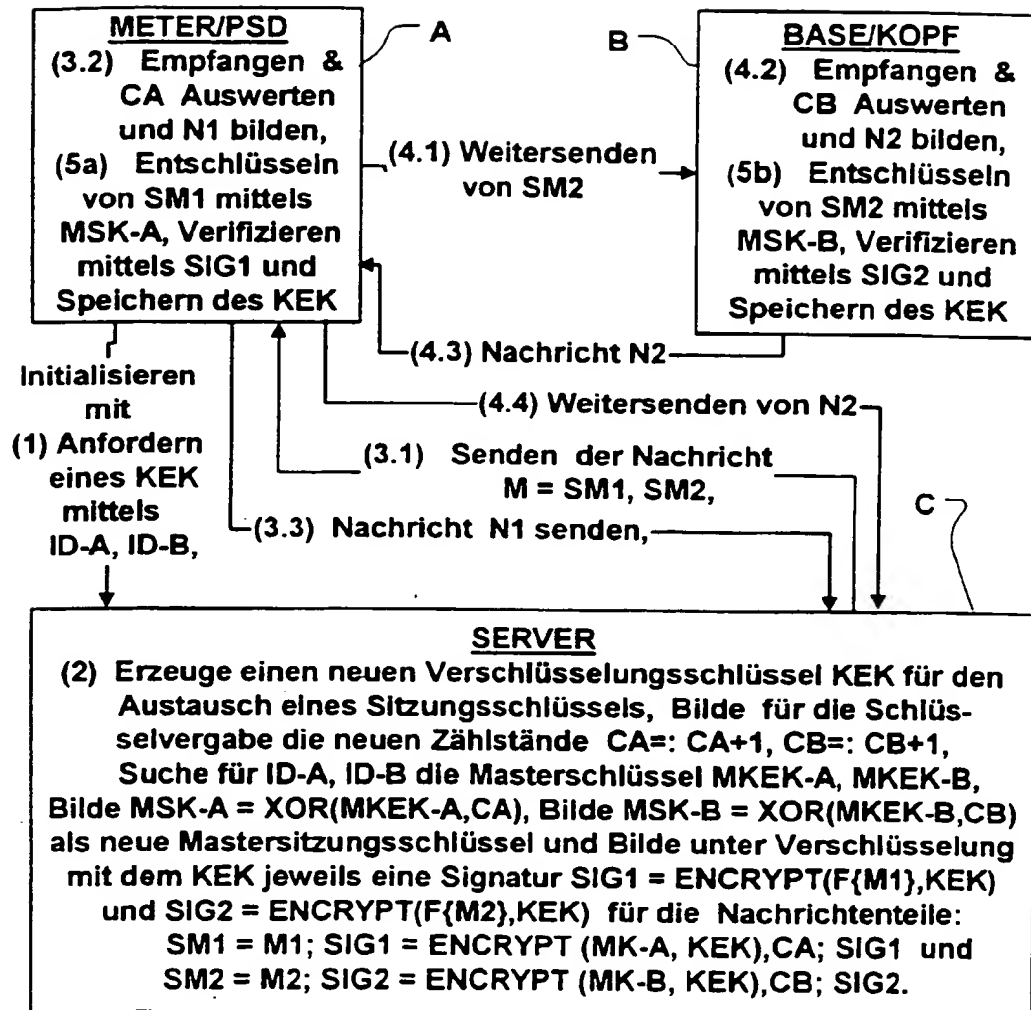 METER/PSD
(3.2) Empfangen &
CA Auswerten
und N1 bilden,
(5a) Entschlüsseln
von SM1 mittels
MSK-A, Verifizieren
mittels SIG1 und
Speichern des KEK
A
B
BASE/KOPF
(4.2) Empfangen &
CB Auswerten
und N2 bilden,
(5b) Entschlüsseln
von SM2 mittels
MSK-B, Verifizieren
mittels SIG2 und
Speichern des KEK
(4.1) Weitersenden
von SM2
(4.3) Nachricht N2
(4.4) Weitersenden von N2
(3.1) Senden der Nachricht
M = SM1, SM2,
(3.3) Nachricht N1 senden,
Initialisieren
mit
(1) Anfordern
eines KEK
mittels
ID-A, ID-B,
C
SERVER
(2) Erzeuge einen neuen Verschlüsselungsschlüssel KEK für den
Austausch eines Sitzungsschlüssels, Bilde für die Schlüs-
selvergabe die neuen Zählstände CA=: CA+1, CB=: CB+1,
Suche für ID-A, ID-B die Masterschlüssel MKEK-A, MKEK-B,
Bilde MSK-A = XOR(MKEK-A,CA), Bilde MSK-B = XOR(MKEK-B,CB)
als neue Mastersitzungsschlüssel und Bilde unter Verschlüsselung
mit dem KEK jeweils eine Signatur SIG1 = ENCRYPT(F{M1},KEK)
und SIG2 = ENCRYPT(F{M2},KEK) für die Nachrichtenteile:
SM1 = M1; SIG1 = ENCRYPT (MK-A, KEK),CA; SIG1 und
SM2 = M2; SIG2 = ENCRYPT (MK-B, KEK),CB; SIG2.